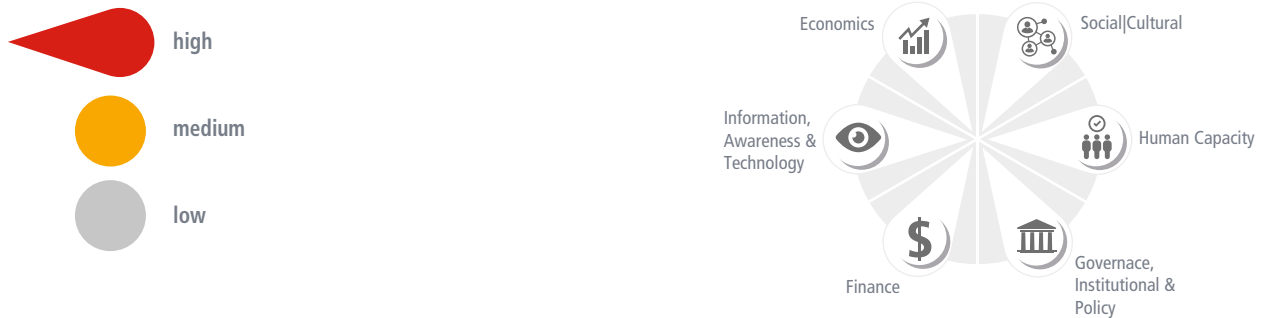 high
medium
low
Economics
Social|Cultural
Information,
Awareness &
Technology
Human Capacity
$
Finance
Governace,
Institutional &
Policy